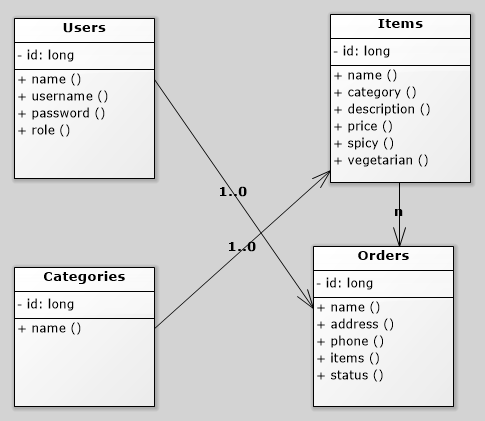 Users
- id: long
+ name ()
+ username ()
+ password ()
+ role ()
Items
- id: long
+ name ()
+ category ()
+ description ()
+ price ()
+ spicy ()
+ vegetarian ()
1..0
n
1..0
Categories
- id: long
+ name ()
Orders
- id: long
+ name ()
+ address ()
+ phone ()
+ items ()
+ status ()